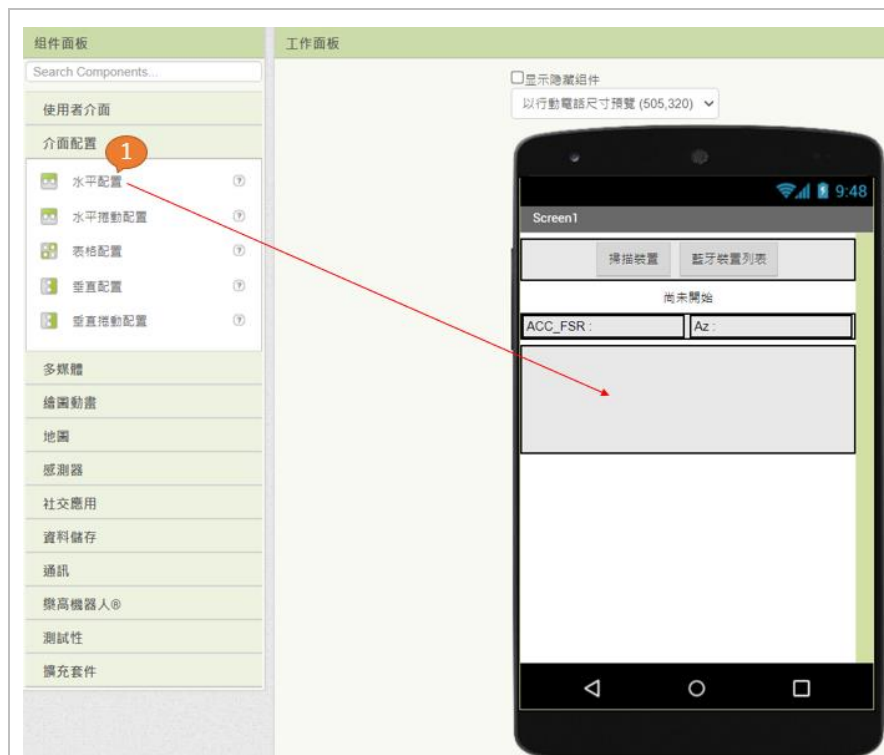 组件面板
Search Components...
使用者介面
介面配置
1
水平配置
水平捲動配置
表格配置
垂直配置
垂直捲動配置
多媒體
繪圖動畫
地圖
感測器
社交應用
資料儲存
通訊
樂高機器人®
測試性
擴充套件
工作面板
显示隐藏组件
以行動電話尺寸預覽 (505,320)
9:48
Screen1
掃描裝置 藍牙裝置列表
尚未開始
ACC_FSR : Az :